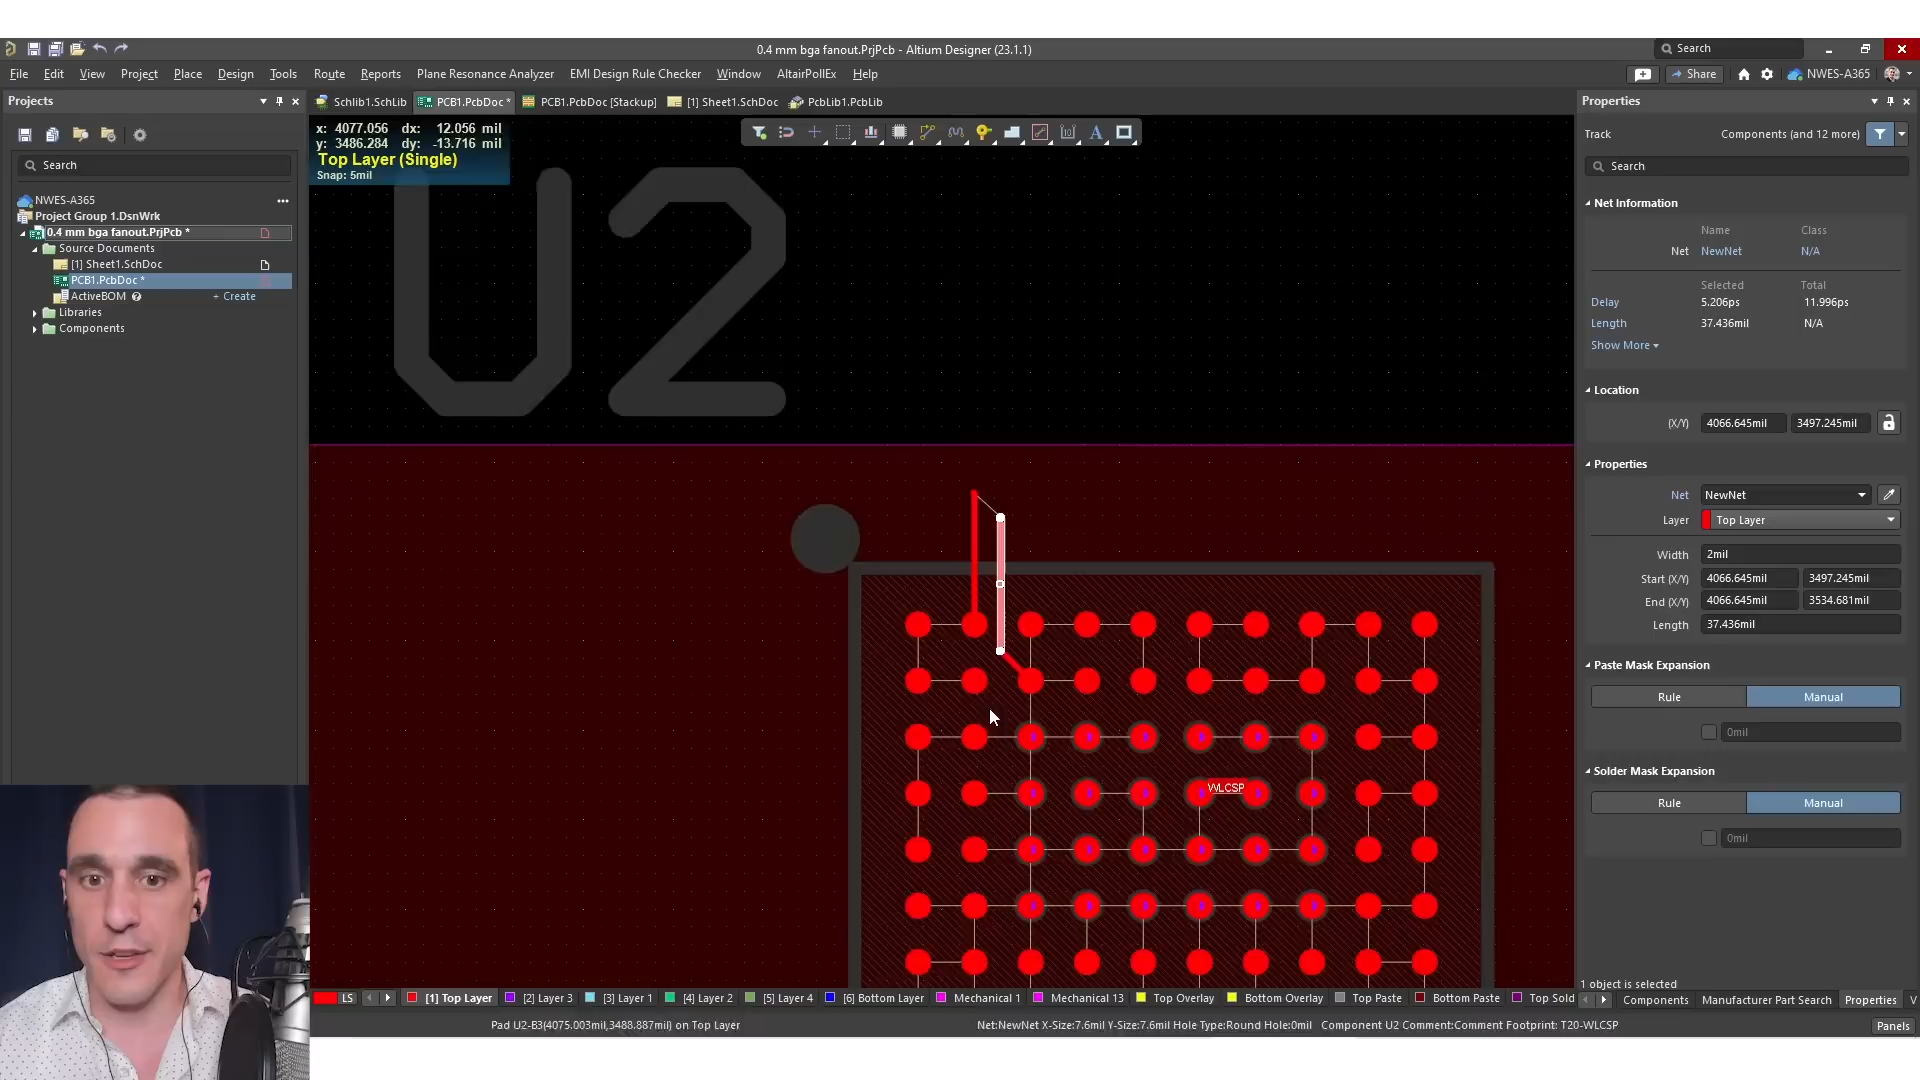 0.4 mm bga fanout.PrjPcb - Altium Designer (23.1.1)
Search
File Edit View Project Place Design Tools Route Reports Plane Resonance Analyzer EMI Design Rule Checker Window AltairPollEx Help
Share
NWES-A365
Projects
Schlib1.SchLib
PCB1.PcbDoc *
PCB1.PcbDoc [Stackup]
[1] Sheet1.SchDoc
PcbLib1.PcbLib
Properties
x: 4077.056 dx: 12.056 mil
y: 3486.284 dy: -13.716 mil
Top Layer (Single)
Snap: 5mil
Track
Components (and 12 more)
Search
Search
NWES-A365
Project Group 1.DsnWrk
0.4 mm bga fanout.PrjPcb *
Source Documents
[1] Sheet1.SchDoc
PCB1.PcbDoc *
ActiveBOM
+ Create
Libraries
Components
U2
WLCSP
Net Information
Name Class
Net NewNet N/A
Selected Total
Delay 5.206ps 11.996ps
Length 37.436mil N/A
Show More
Location
(X/Y) 4066.645mil 3497.245mil
Properties
Net NewNet
Layer Top Layer
Width 2mil
Start (X/Y) 4066.645mil 3497.245mil
End (X/Y) 4066.645mil 3534.681mil
Length 37.436mil
Paste Mask Expansion
Rule Manual
0mil
Solder Mask Expansion
Rule Manual
0mil
1 object is selected
LS [1] Top Layer [2] Layer 3 [3] Layer 1 [4] Layer 2 [5] Layer 4 [6] Bottom Layer Mechanical 1 Mechanical 13 Top Overlay Bottom Overlay Top Paste Bottom Paste Top Sold
Components Manufacturer Part Search Properties V
Pad U2-B3(4075.003mil,3488.887mil) on Top Layer
Net:NewNet X-Size:7.6mil Y-Size:7.6mil Hole Type:Round Hole:0mil Component U2 Comment:Comment Footprint: T20-WLCSP
Panels